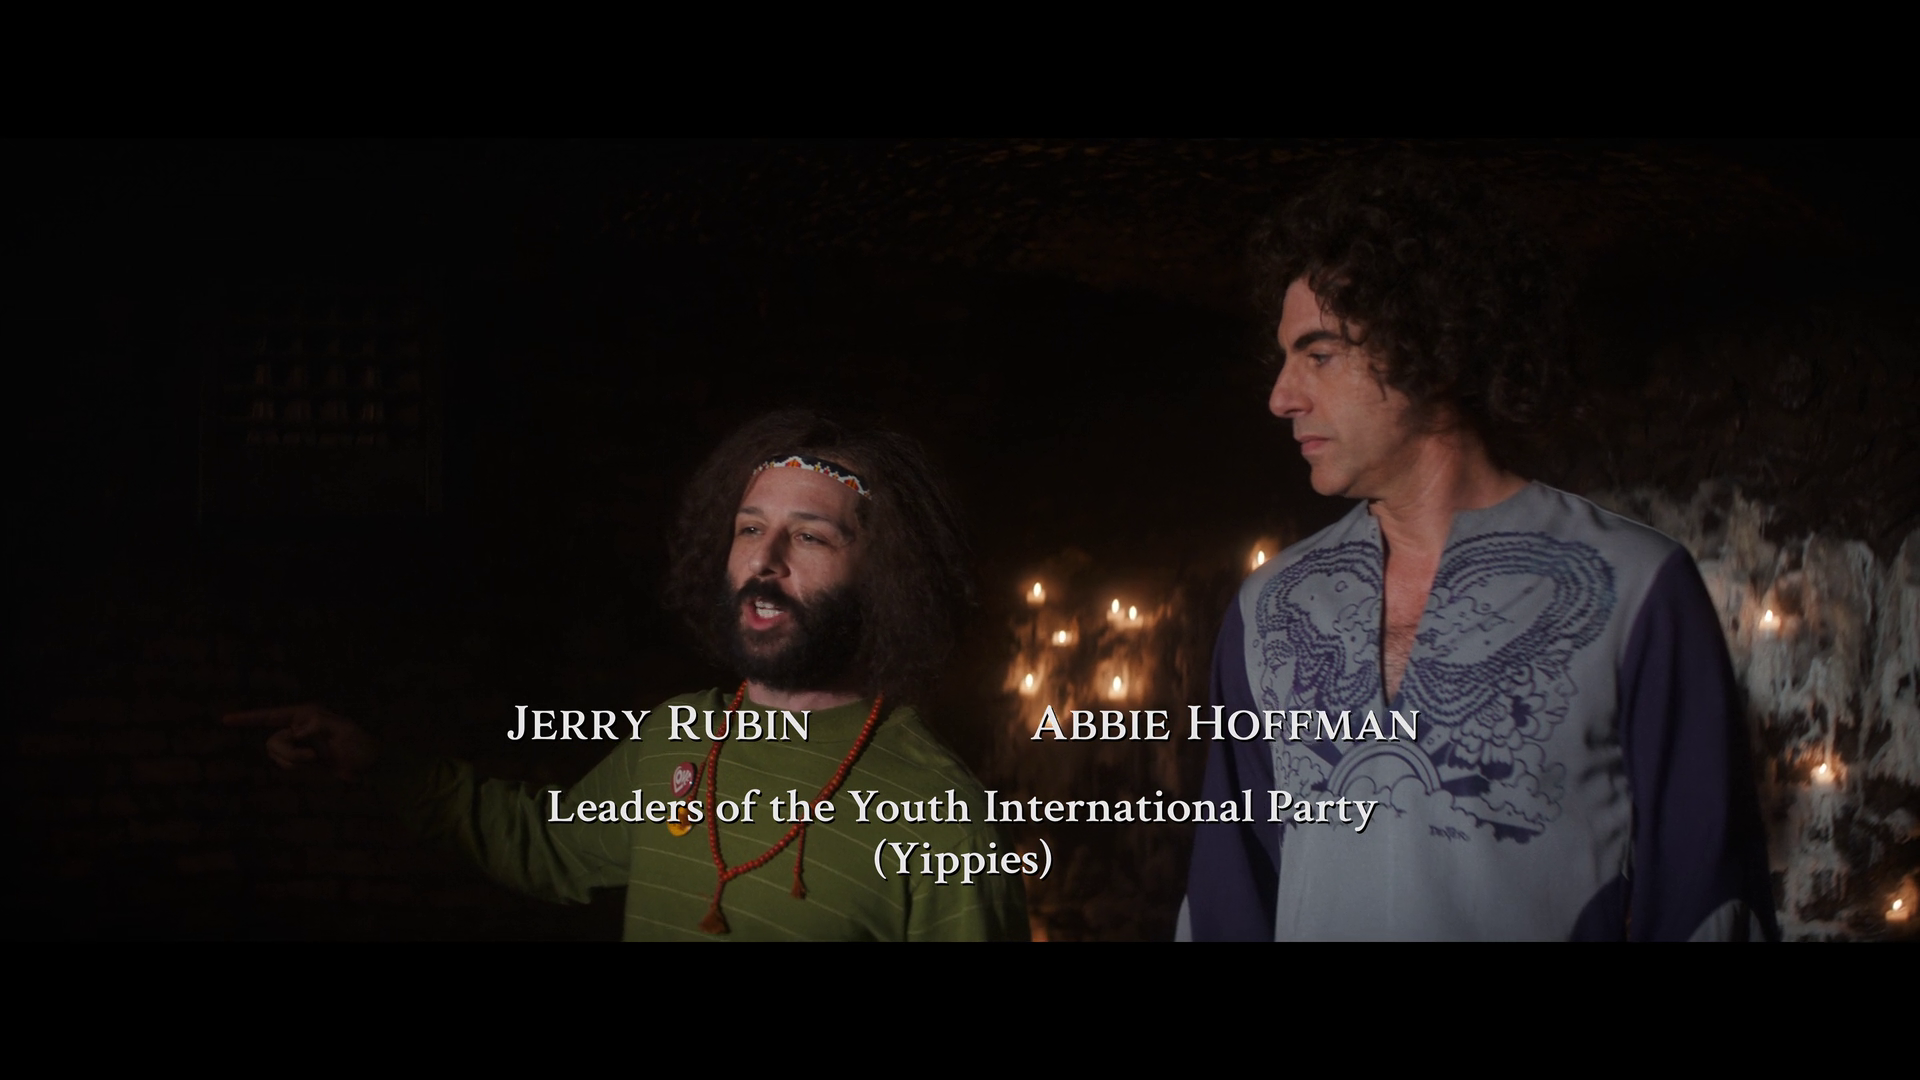 JERRY RUBIN ABBIE HOFFMAN
Leaders of the Youth International Party
(Yippies)